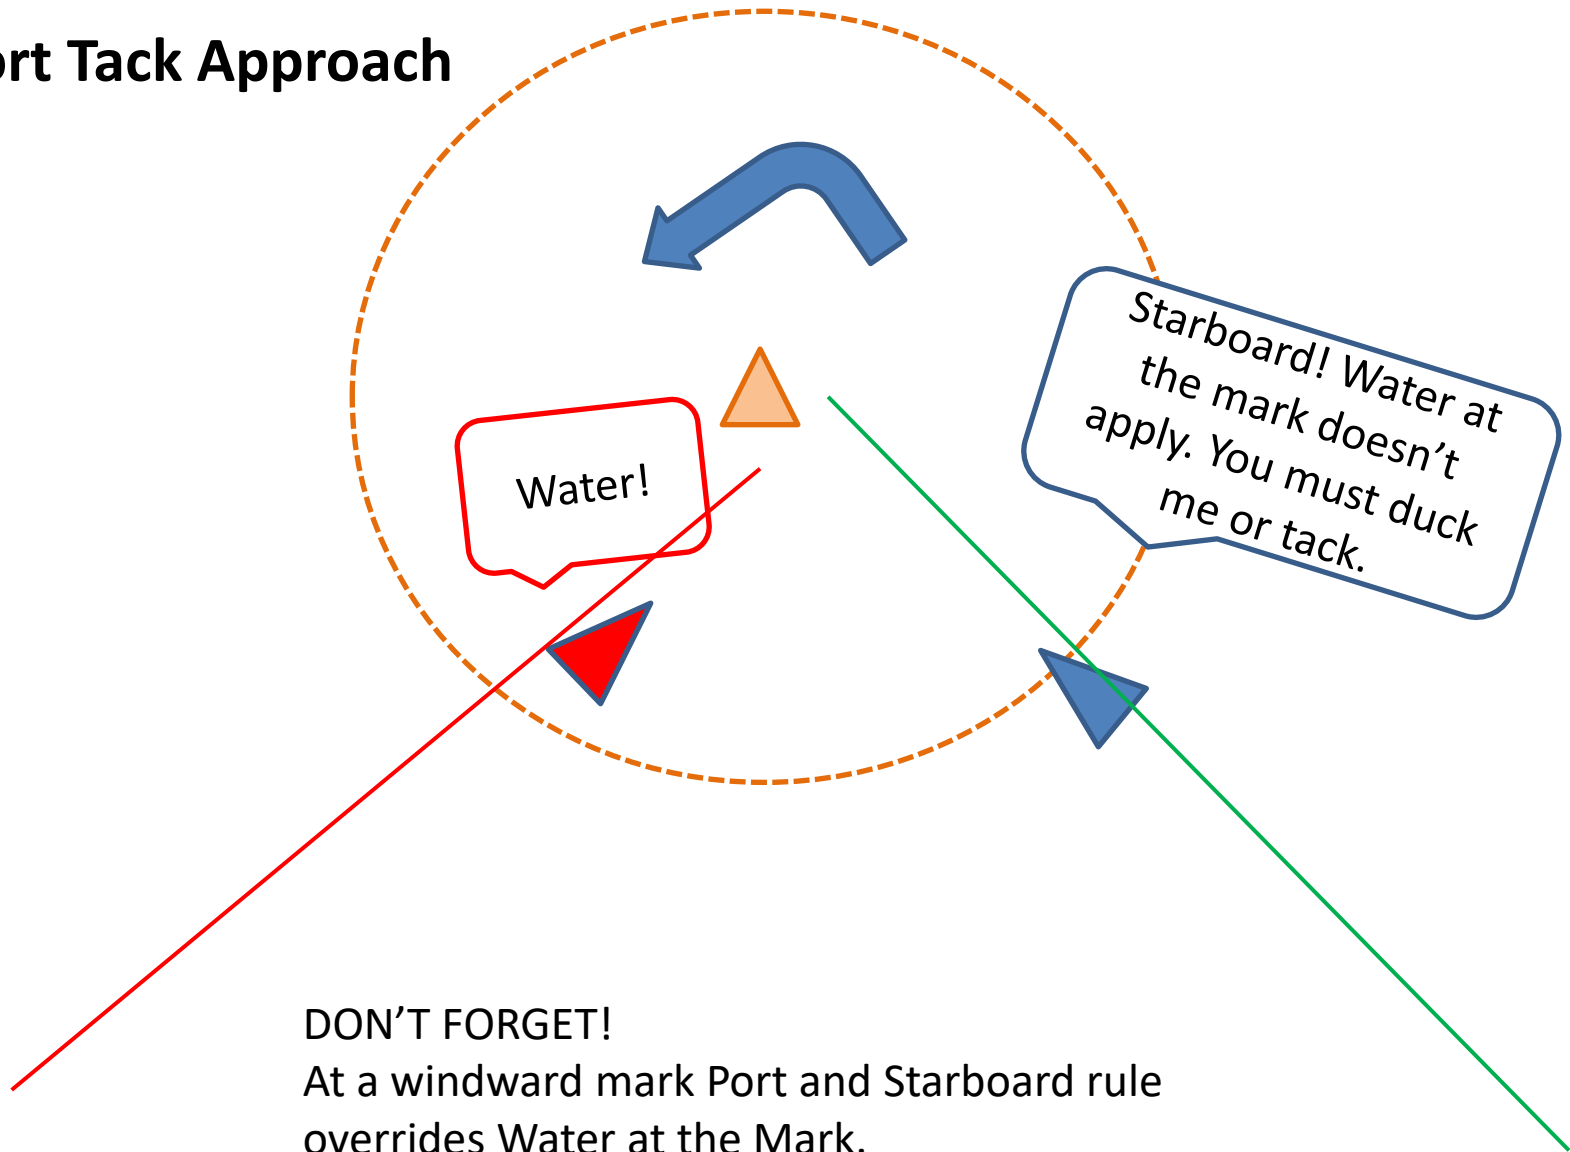 ort Tack Approach
Starboard! Water at
the mark doesn't
apply. You must duck
me or tack.
Water!
DON'T FORGET!
At a windward mark Port and Starboard rule
overrides Water at the Mark.